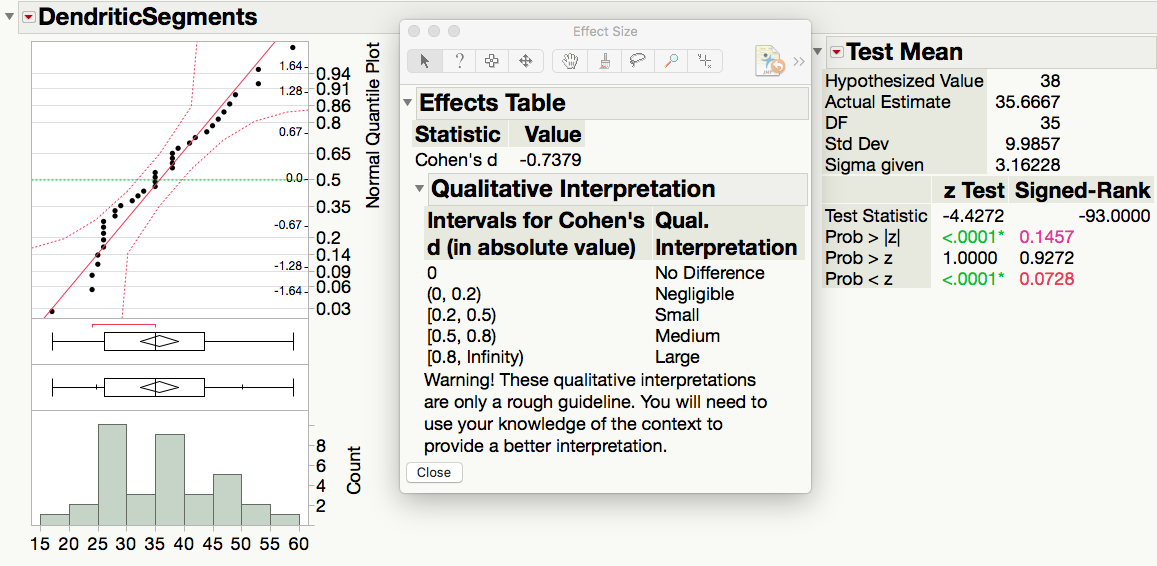 DendriticSegments
1.64
1.28
0.67
0.0
-0.67
-1.28
-1.64
0.94
0.91
0.86
0.8
0.65
0.5
0.35
0.2
0.14
0.09
0.06
0.03
Normal Quantile Plot
8
6
4
2
Count
15 20 25 30 35 40 45 50 55 60
Effect Size
?
»
Effects Table
Statistic Value
Cohen's d -0.7379
Qualitative Interpretation
Intervals for Cohen's Qual.
d (in absolute value) Interpretation
0 No Difference
(0, 0.2) Negligible
[0.2, 0.5) Small
[0.5, 0.8) Medium
[0.8, Infinity) Large
Warning! These qualitative interpretations
are only a rough guideline. You will need to
use your knowledge of the context to
provide a better interpretation.
Close
Test Mean
Hypothesized Value 38
Actual Estimate 35.6667
DF 35
Std Dev 9.9857
Sigma given 3.16228
z Test Signed-Rank
Test Statistic -4.4272 -93.0000
Prob > |z| <.0001* 0.1457
Prob > z 1.0000 0.9272
Prob < z <.0001* 0.0728